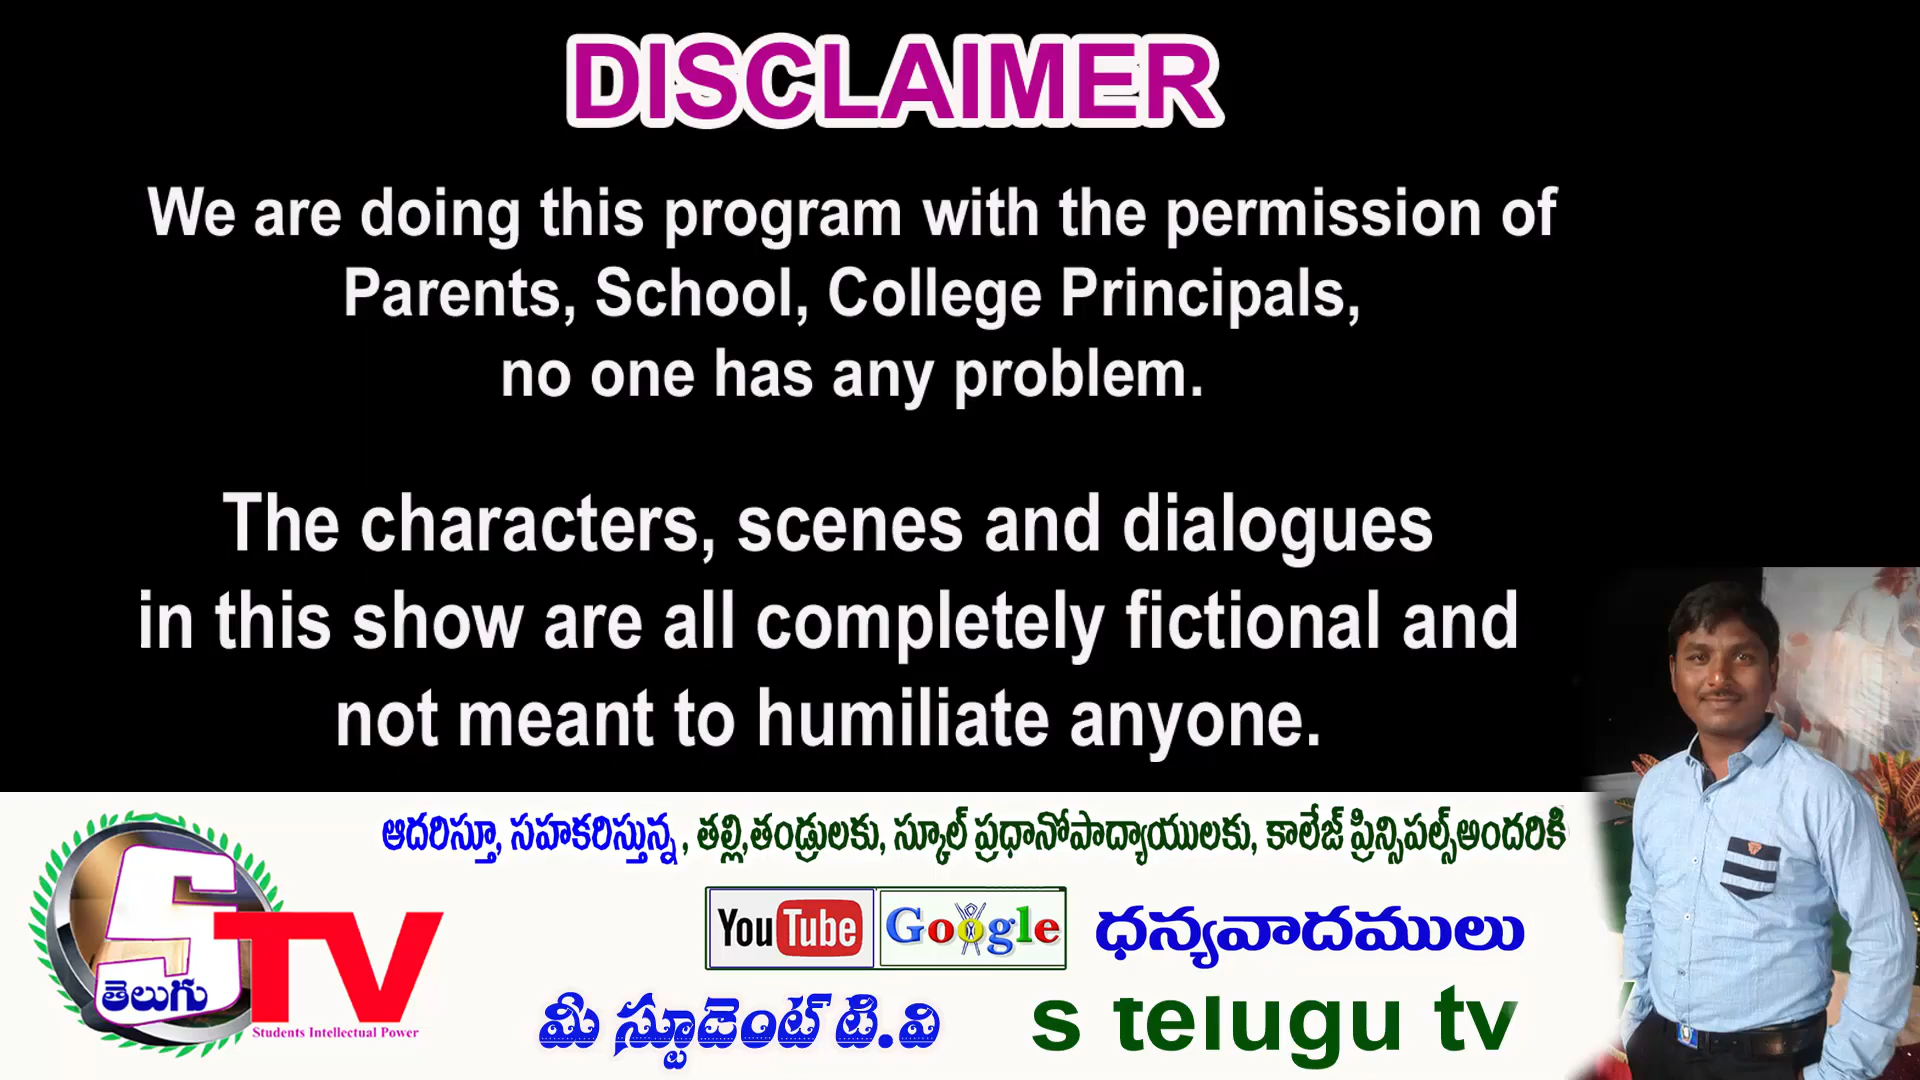 DISCLAIMER
We are doing this program with the permission of
Parents, School, College Principals,
no one has any problem.
The characters, scenes and dialogues
in this show are all completely fictional and
not meant to humiliate anyone.
ఆదరిస్తూ, సహకరిస్తున్న, తల్లి,తండ్రులకు, స్కూల్ ప్రధానోపాధ్యాయులకు, కాలేజ్ ప్రిన్సిపల్స్అందరికి
YouTube Google ధన్యవాదములు
S TV
తెలుగు
Students Intellectual Power
మీ స్టూడెంట్ టి.వి s telugu tv